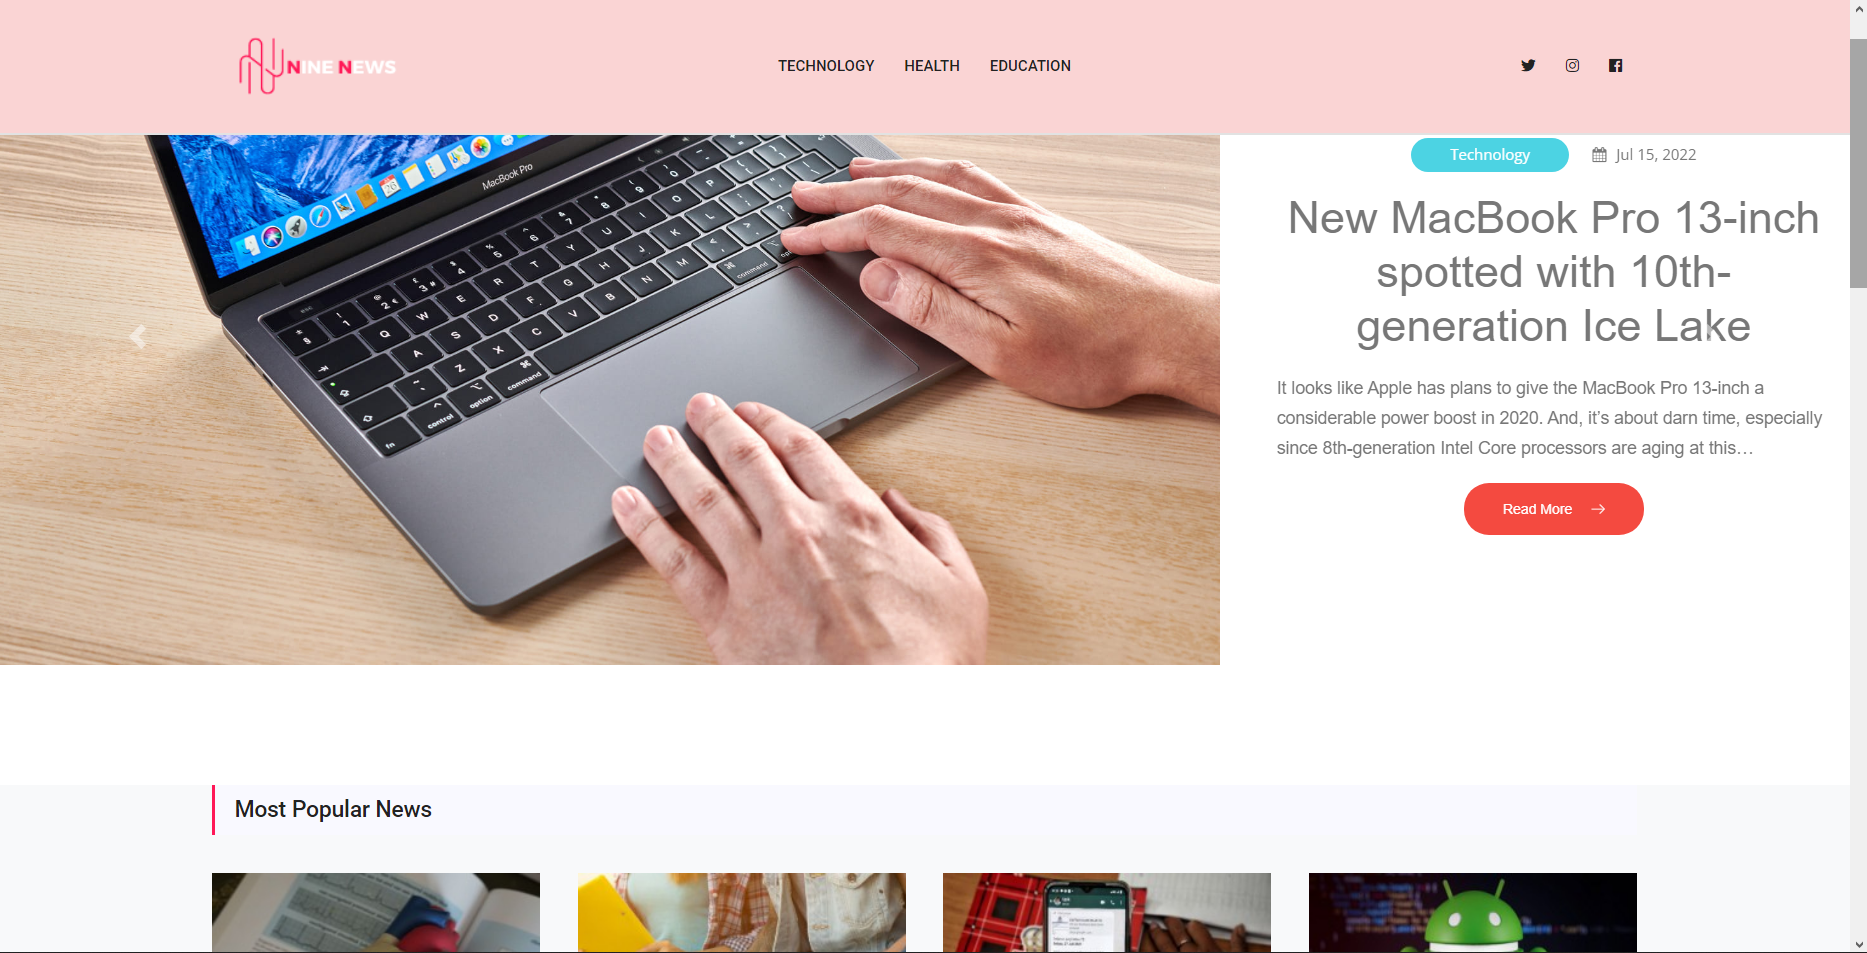 NINE NEWS
TECHNOLOGY HEALTH EDUCATION
Technology Jul 15, 2022
New MacBook Pro 13-inch
spotted with 10th-
generation Ice Lake
It looks like Apple has plans to give the MacBook Pro 13-inch a
considerable power boost in 2020. And, it’s about darn time, especially
since 8th-generation Intel Core processors are aging at this…
Read More
MacBook Pro
Most Popular News